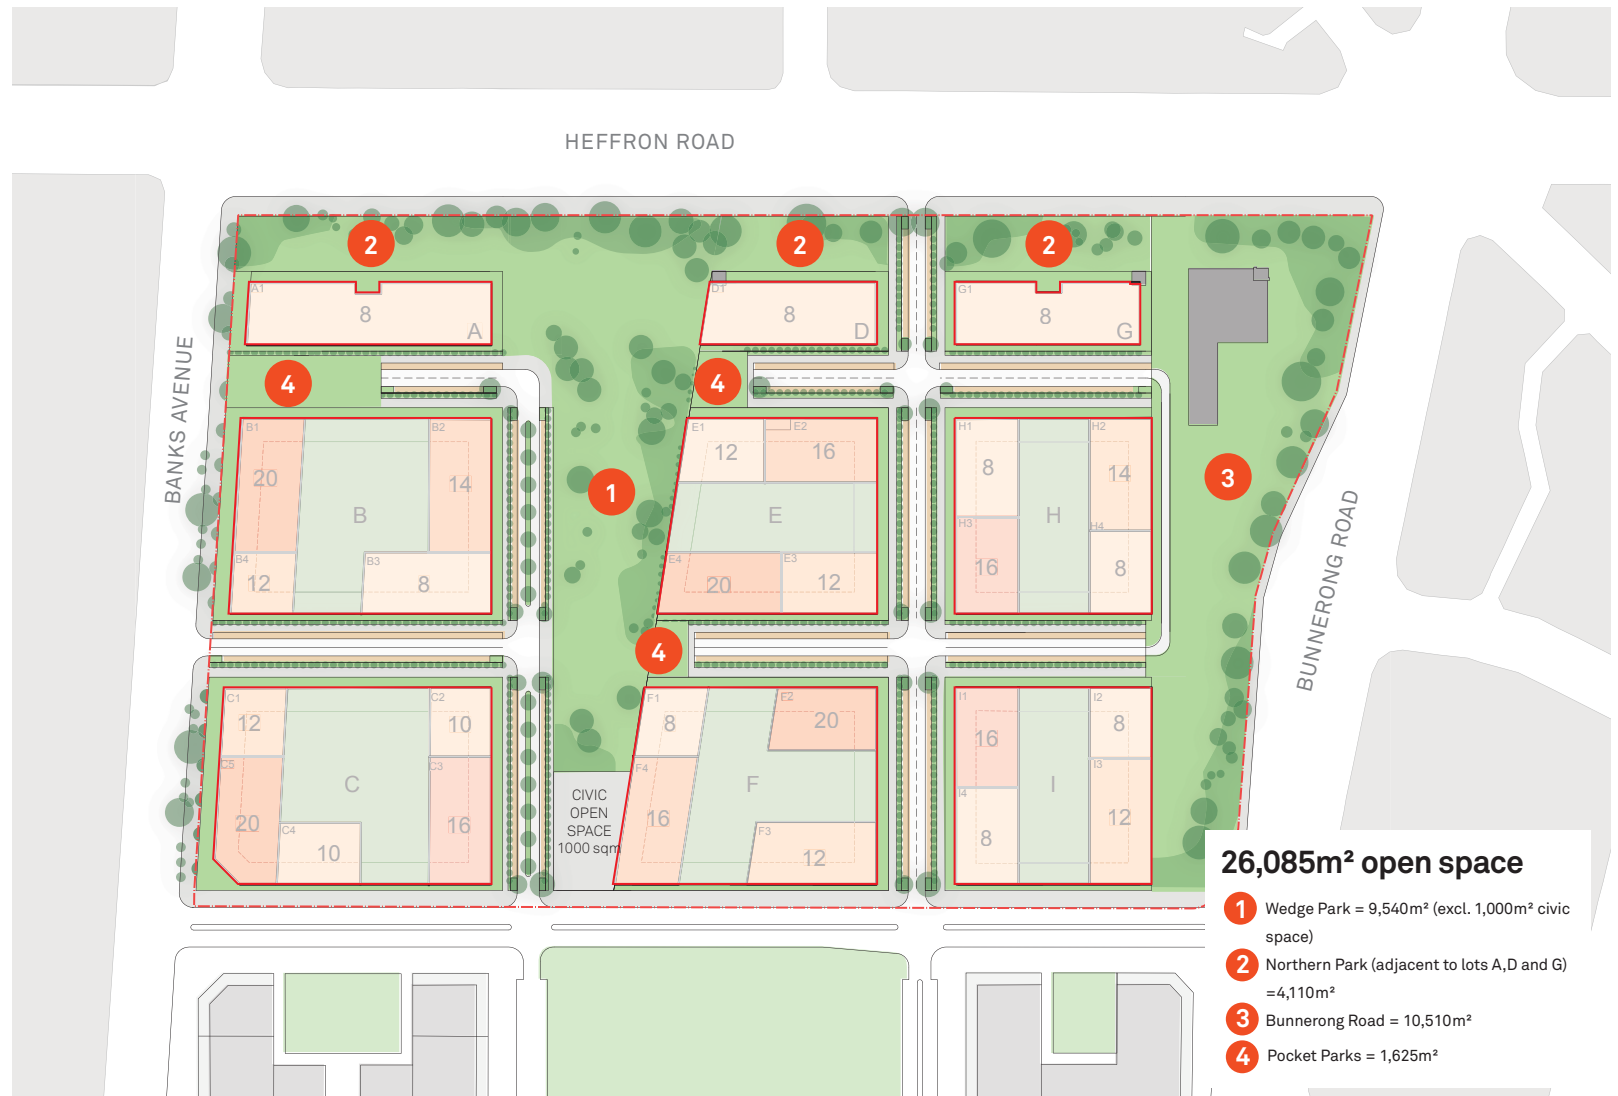 HEFFRON ROAD
2
2
2
A1
8
A
D1
8
D
G1
8
G
BANKS AVENUE
4
4
B1
B2
20
14
B
B4
B3
12
8
1
E1
E2
12
16
E
E4
E3
20
12
H1
H2
8
14
H
H3
H4
16
8
3
BUNNERONG ROAD
4
C1
C2
12
10
C
C5
C3
20
16
C4
10
CIVIC
OPEN
SPACE
1000 sqm
F1
F2
8
20
F4
F
16
F3
12
I1
I2
16
8
I
I3
I4
8
12
26,085m² open space
1 Wedge Park = 9,540m² (excl. 1,000m² civic
space)
2 Northern Park (adjacent to lots A,D and G)
=4,110m²
3 Bunnerong Road = 10,510m²
4 Pocket Parks = 1,625m²